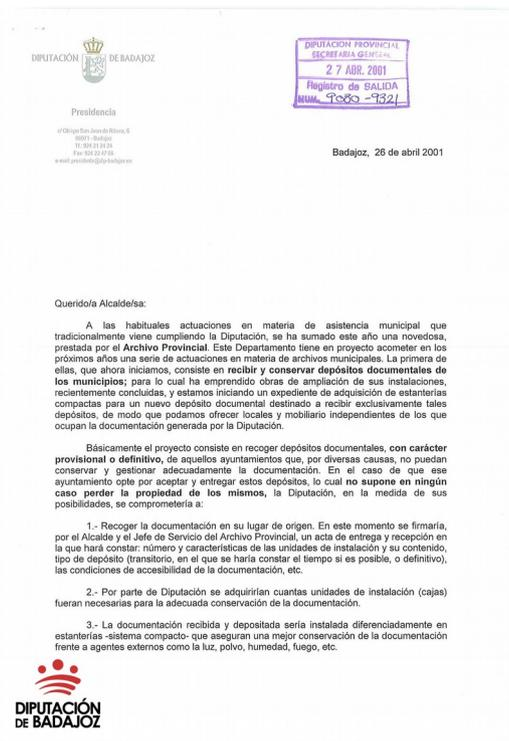 DIPUTACIÓN DE BADAJOZ
Presidencia
c/ Obispo San Juan de Ribera, 6
06071 - Badajoz
Tf.: 924 21 24 24
Fax: 924 22 47 66
DIPUTACION PROVINCIAL
SECRETARIA GENERAL
27 ABR. 2001
Registro de SALIDA
NUM. 9080-9321
Badajoz, 26 de abril 2001
Querido/a Alcalde/sa:
A las habituales actuaciones en materia de asistencia municipal que
tradicionalmente viene cumpliendo la Diputación, se ha sumado este año una novedosa,
prestada por el Archivo Provincial. Este Departamento tiene en proyecto acometer en los
próximos años una serie de actuaciones en materia de archivos municipales. La primera de
ellas, que ahora iniciamos, consiste en recibir y conservar depósitos documentales de
los municipios; para lo cual ha emprendido obras de ampliación de sus instalaciones,
recientemente concluidas, y estamos iniciando un expediente de adquisición de estanterías
compactas para un nuevo depósito documental destinado a recibir exclusivamente tales
depósitos, de modo que podamos ofrecer locales y mobiliario independientes de los que
ocupan la documentación generada por la Diputación.
Básicamente el proyecto consiste en recoger depósitos documentales, con carácter
provisional o definitivo, de aquellos ayuntamientos que, por diversas causas, no puedan
conservar y gestionar adecuadamente la documentación. En el caso de que ese
ayuntamiento opte por aceptar y entregar estos depósitos, lo cual no supone en ningún
caso perder la propiedad de los mismos, la Diputación, en la medida de sus
posibilidades, se comprometería a:
1.- Recoger la documentación en su lugar de origen. En este momento se firmaría,
por el Alcalde y el Jefe de Servicio del Archivo Provincial, un acta de entrega y recepción en
la que hará constar: número y características de las unidades de instalación y su contenido,
tipo de depósito (transitorio, en el que se haría constar el tiempo si es posible, o definitivo),
las condiciones de accesibilidad de la documentación, etc.
2.- Por parte de Diputación se adquirirían cuantas unidades de instalación (cajas)
fueran necesarias para la adecuada conservación de la documentación.
3.- La documentación recibida y depositada sería instalada diferenciadamente en
estanterías -sistema compacto- que aseguran una mejor conservación de la documentación
frente a agentes externos como la luz, polvo, humedad, fuego, etc.
DIPUTACIÓN
DE BADAJOZ